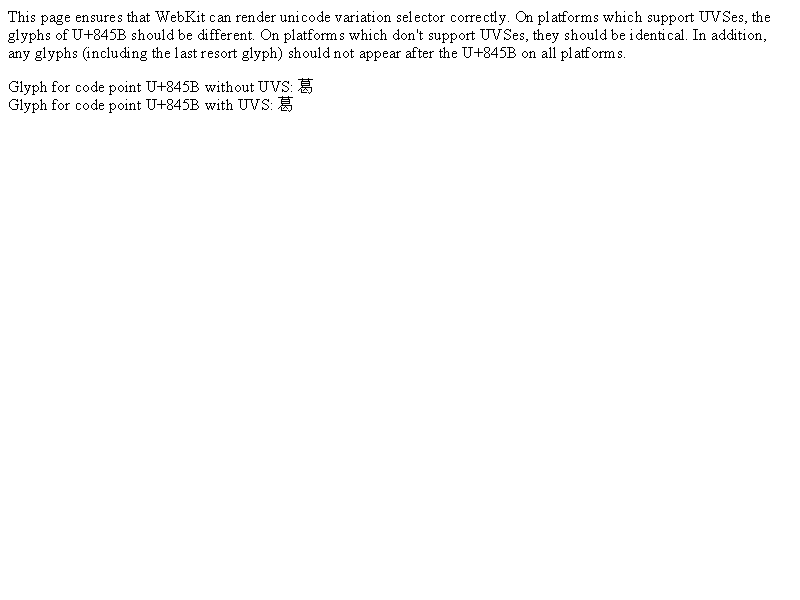 This page ensures that WebKit can render unicode variation selector correctly. On platforms which support UVSes, the
glyphs of U+845B should be different. On platforms which don't support UVSes, they should be identical. In addition,
any glyphs (including the last resort glyph) should not appear after the U+845B on all platforms.
Glyph for code point U+845B without UVS: 葛
Glyph for code point U+845B with UVS: 葛